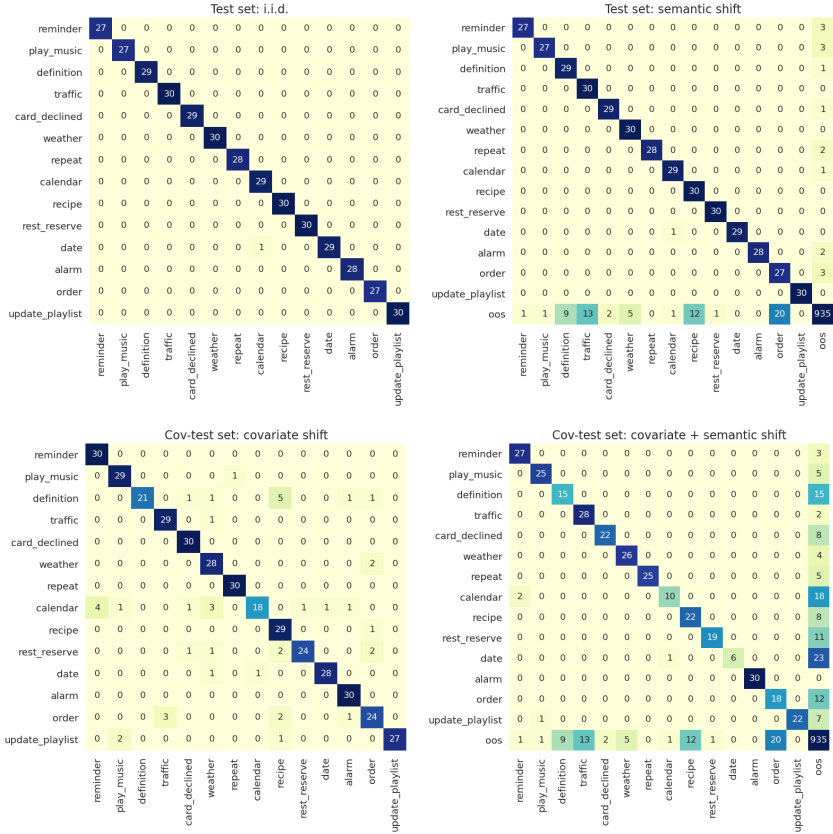 Test set: i.i.d.
reminder 27 0 0 0 0 0 0 0 0 0 0 0 0 0
play_music 0 27 0 0 0 0 0 0 0 0 0 0 0 0
definition 0 0 29 0 0 0 0 0 0 0 0 0 0 0
traffic 0 0 0 30 0 0 0 0 0 0 0 0 0 0
card_declined 0 0 0 0 29 0 0 0 0 0 0 0 0 0
weather 0 0 0 0 0 30 0 0 0 0 0 0 0 0
repeat 0 0 0 0 0 0 28 0 0 0 0 0 0 0
calendar 0 0 0 0 0 0 0 29 0 0 0 0 0 0
recipe 0 0 0 0 0 0 0 0 30 0 0 0 0 0
rest_reserve 0 0 0 0 0 0 0 0 0 30 0 0 0 0
date 0 0 0 0 0 0 0 1 0 0 29 0 0 0
alarm 0 0 0 0 0 0 0 0 0 0 0 28 0 0
order 0 0 0 0 0 0 0 0 0 0 0 0 27 0
update_playlist 0 0 0 0 0 0 0 0 0 0 0 0 0 30
reminder play_music definition traffic card_declined weather repeat calendar recipe rest_reserve date alarm order update_playlist
Test set: semantic shift
reminder 27 0 0 0 0 0 0 0 0 0 0 0 0 0 3
play_music 0 27 0 0 0 0 0 0 0 0 0 0 0 0 3
definition 0 0 29 0 0 0 0 0 0 0 0 0 0 0 1
traffic 0 0 0 30 0 0 0 0 0 0 0 0 0 0 0
card_declined 0 0 0 0 29 0 0 0 0 0 0 0 0 0 1
weather 0 0 0 0 0 30 0 0 0 0 0 0 0 0 0
repeat 0 0 0 0 0 0 28 0 0 0 0 0 0 0 2
calendar 0 0 0 0 0 0 0 29 0 0 0 0 0 0 1
recipe 0 0 0 0 0 0 0 0 30 0 0 0 0 0 0
rest_reserve 0 0 0 0 0 0 0 0 0 30 0 0 0 0 0
date 0 0 0 0 0 0 0 1 0 0 29 0 0 0 0
alarm 0 0 0 0 0 0 0 0 0 0 0 28 0 0 2
order 0 0 0 0 0 0 0 0 0 0 0 0 27 0 3
update_playlist 0 0 0 0 0 0 0 0 0 0 0 0 0 30 0
oos 1 1 9 13 2 5 0 1 12 1 0 0 20 0 935
reminder play_music definition traffic card_declined weather repeat calendar recipe rest_reserve date alarm order update_playlist oos
Cov-test set: covariate shift
reminder 30 0 0 0 0 0 0 0 0 0 0 0 0 0
play_music 0 29 0 0 0 0 1 0 0 0 0 0 0 0
definition 0 0 21 0 1 1 0 0 5 0 0 1 1 0
traffic 0 0 0 29 0 1 0 0 0 0 0 0 0 0
card_declined 0 0 0 0 30 0 0 0 0 0 0 0 0 0
weather 0 0 0 0 0 28 0 0 0 0 0 0 2 0
repeat 0 0 0 0 0 0 30 0 0 0 0 0 0 0
calendar 4 1 0 0 1 3 0 18 0 1 1 1 0 0
recipe 0 0 0 0 0 0 0 0 29 0 0 0 1 0
rest_reserve 0 0 0 0 1 1 0 0 2 24 0 0 2 0
date 0 0 0 0 0 1 0 1 0 0 28 0 0 0
alarm 0 0 0 0 0 0 0 0 0 0 0 30 0 0
order 0 0 0 3 0 0 0 0 2 0 0 1 24 0
update_playlist 0 2 0 0 0 0 0 0 1 0 0 0 0 27
reminder play_music definition traffic card_declined weather repeat calendar recipe rest_reserve date alarm order update_playlist
Cov-test set: covariate + semantic shift
reminder 27 0 0 0 0 0 0 0 0 0 0 0 0 0 3
play_music 0 25 0 0 0 0 0 0 0 0 0 0 0 0 5
definition 0 0 15 0 0 0 0 0 0 0 0 0 0 0 15
traffic 0 0 0 28 0 0 0 0 0 0 0 0 0 0 2
card_declined 0 0 0 0 22 0 0 0 0 0 0 0 0 0 8
weather 0 0 0 0 0 26 0 0 0 0 0 0 0 0 4
repeat 0 0 0 0 0 0 25 0 0 0 0 0 0 0 5
calendar 2 0 0 0 0 0 0 10 0 0 0 0 0 0 18
recipe 0 0 0 0 0 0 0 0 22 0 0 0 0 0 8
rest_reserve 0 0 0 0 0 0 0 0 0 19 0 0 0 0 11
date 0 0 0 0 0 0 0 1 0 0 6 0 0 0 23
alarm 0 0 0 0 0 0 0 0 0 0 0 30 0 0 0
order 0 0 0 0 0 0 0 0 0 0 0 0 18 0 12
update_playlist 0 1 0 0 0 0 0 0 0 0 0 0 0 22 7
oos 1 1 9 13 2 5 0 1 12 1 0 0 20 0 935
reminder play_music definition traffic card_declined weather repeat calendar recipe rest_reserve date alarm order update_playlist oos